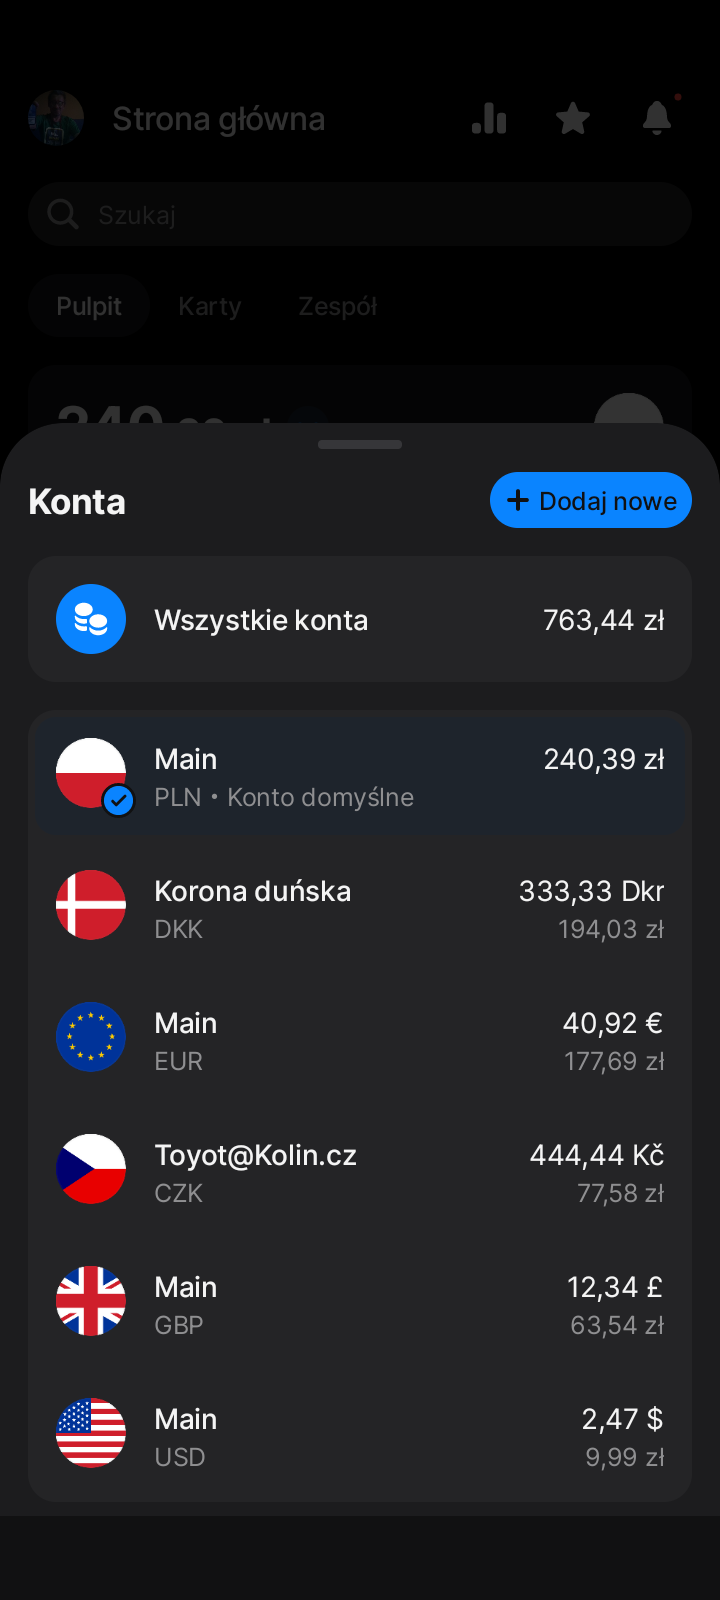 Strona główna
Szukaj
Pulpit Karty Zespół
Konta
Dodaj nowe
Wszystkie konta 763,44 zł
Main 240,39 zł
PLN • Konto domyślne
Korona duńska 333,33 Dkr
DKK 194,03 zł
Main 40,92 €
EUR 177,69 zł
Toyot@Kolin.cz 444,44 Kč
CZK 77,58 zł
Main 12,34 £
GBP 63,54 zł
Main 2,47 $
USD 9,99 zł